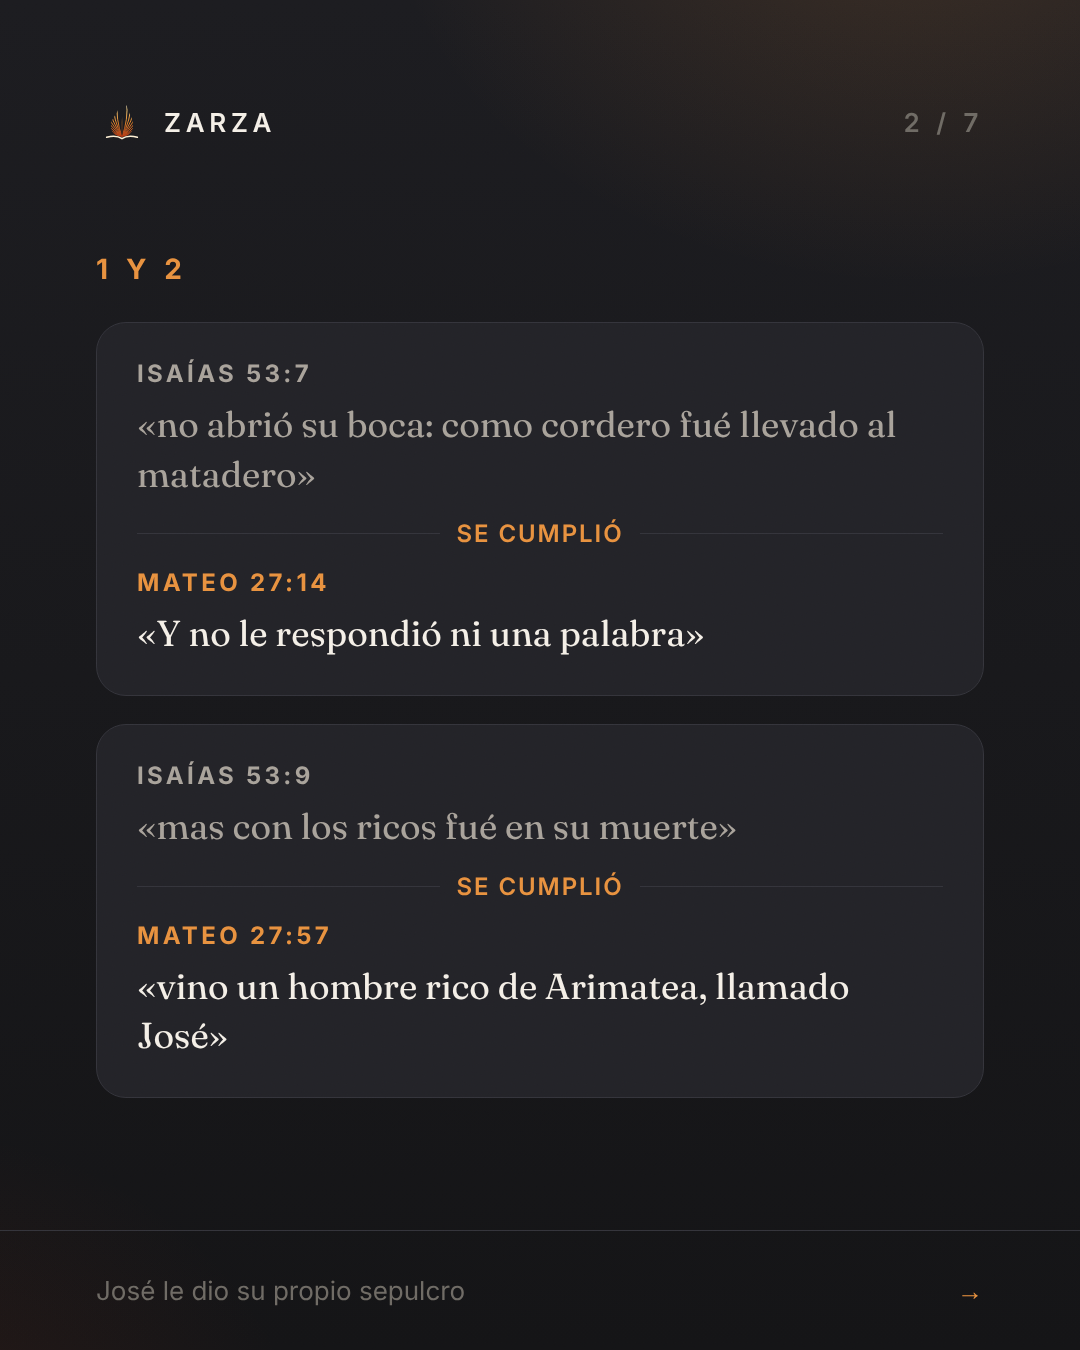 ZARZA
2 / 7
1 Y 2
ISAÍAS 53:7
«no abrió su boca: como cordero fué llevado al
matadero»
SE CUMPLIÓ
MATEO 27:14
«Y no le respondió ni una palabra»
ISAÍAS 53:9
«mas con los ricos fué en su muerte»
SE CUMPLIÓ
MATEO 27:57
«vino un hombre rico de Arimatea, llamado
José»
José le dio su propio sepulcro
→